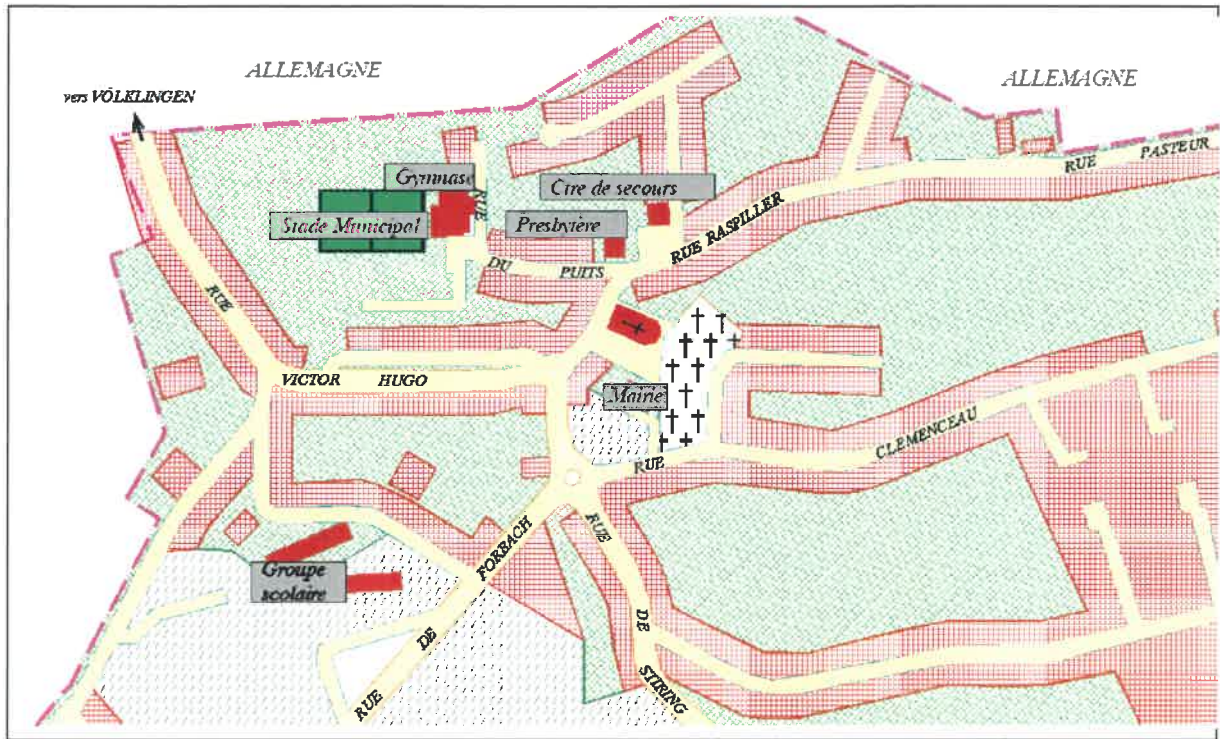 ALLEMAGNE
ALLEMAGNE
vers VÖLKLINGEN
RUE PASTEUR
Gymnase
Ctre de secours
Stade Municipal
RUE
Presbytère
RUE RASPILLER
DU PUITS
RUE
VICTOR HUGO
Mairie
CLEMENCEAU
RUE
FORBACH
RUE
Groupe
scolaire
DE
DE
RUE
STIRING